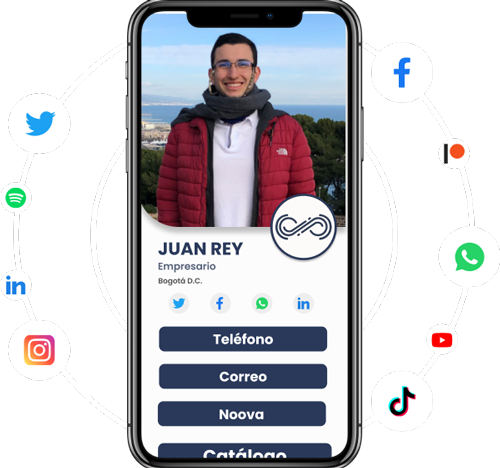 JUAN REY
Empresario
Bogotá D.C.
Teléfono
Correo
Noova
Catálogo